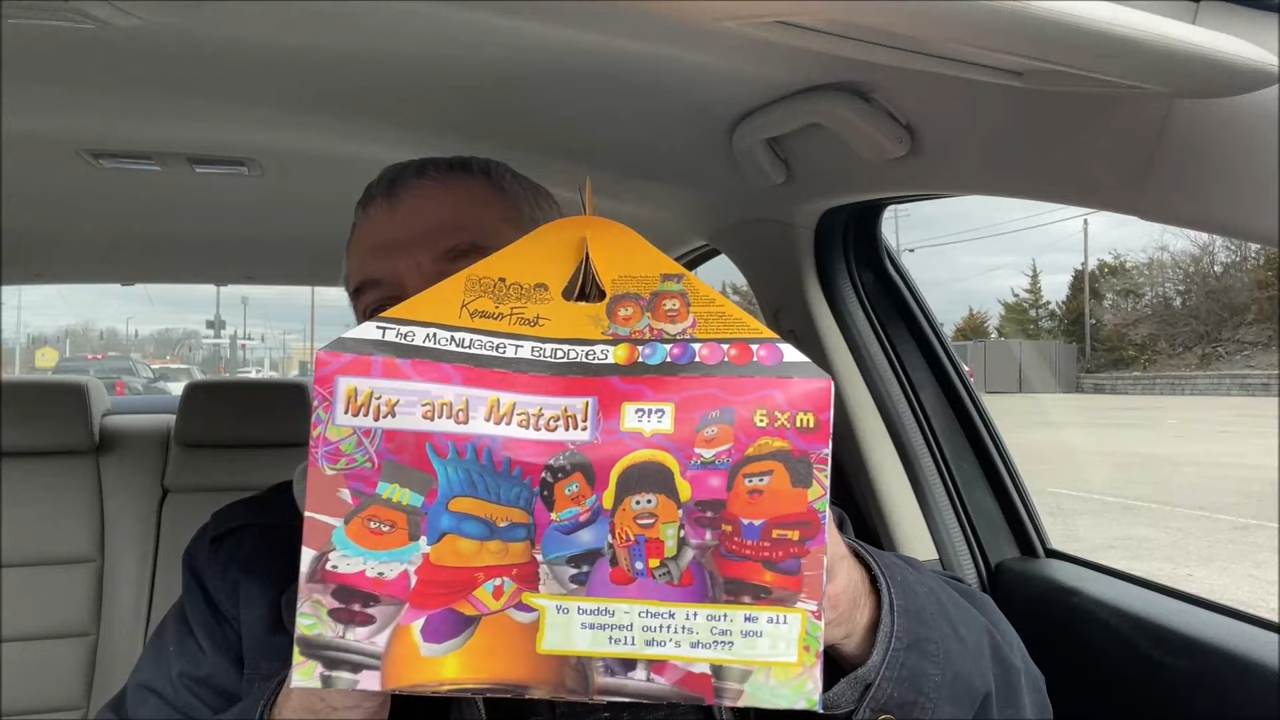 Kerwin Frost
The McNUGGET BUDDIES
Mix and Match!
?!?
6xm
Yo buddy - check it out. We all
swapped outfits. Can you
tell who's who???